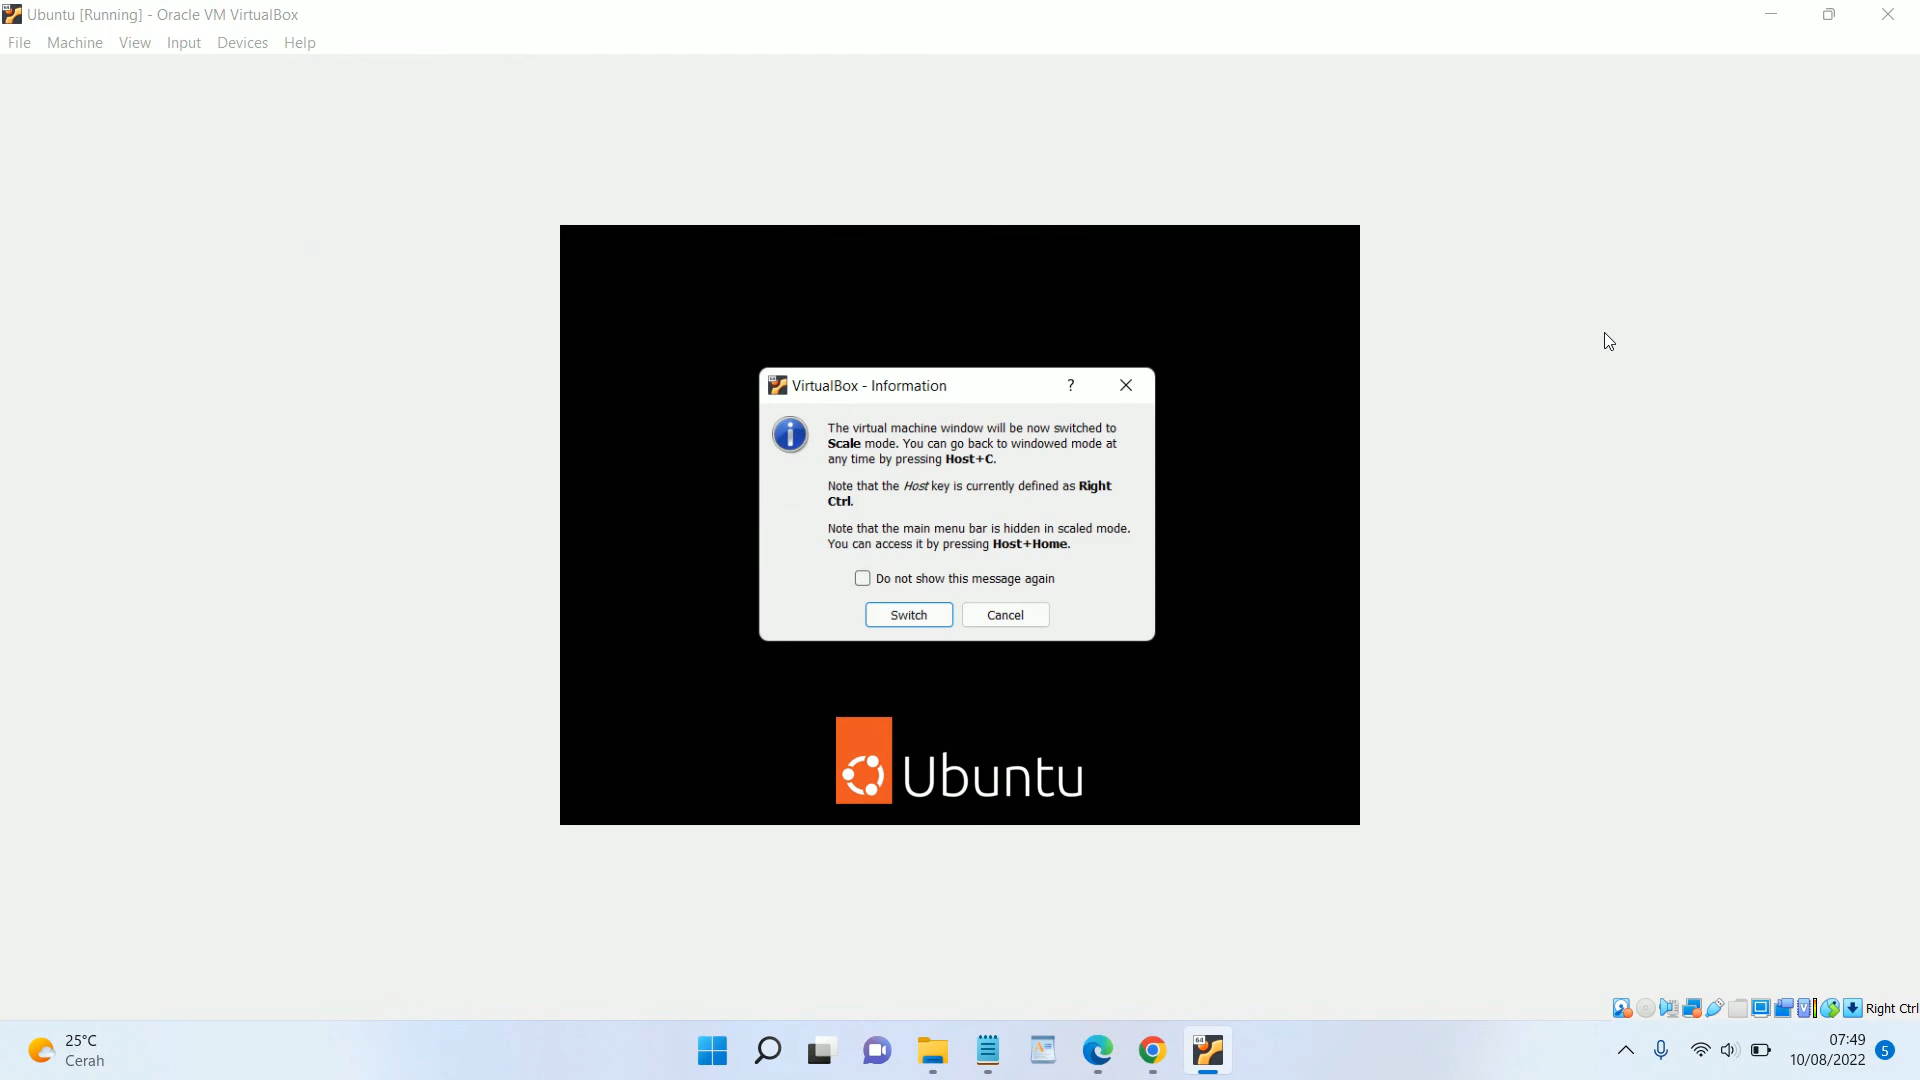 Ubuntu [Running] - Oracle VM VirtualBox
File Machine View Input Devices Help
VirtualBox - Information
The virtual machine window will be now switched to
Scale mode. You can go back to windowed mode at
any time by pressing Host+C.
Note that the Host key is currently defined as Right
Ctrl.
Note that the main menu bar is hidden in scaled mode.
You can access it by pressing Host+Home.
Do not show this message again
Switch Cancel
Ubuntu
Right Ctrl
25°C
Cerah
64
07:49
10/08/2022
5